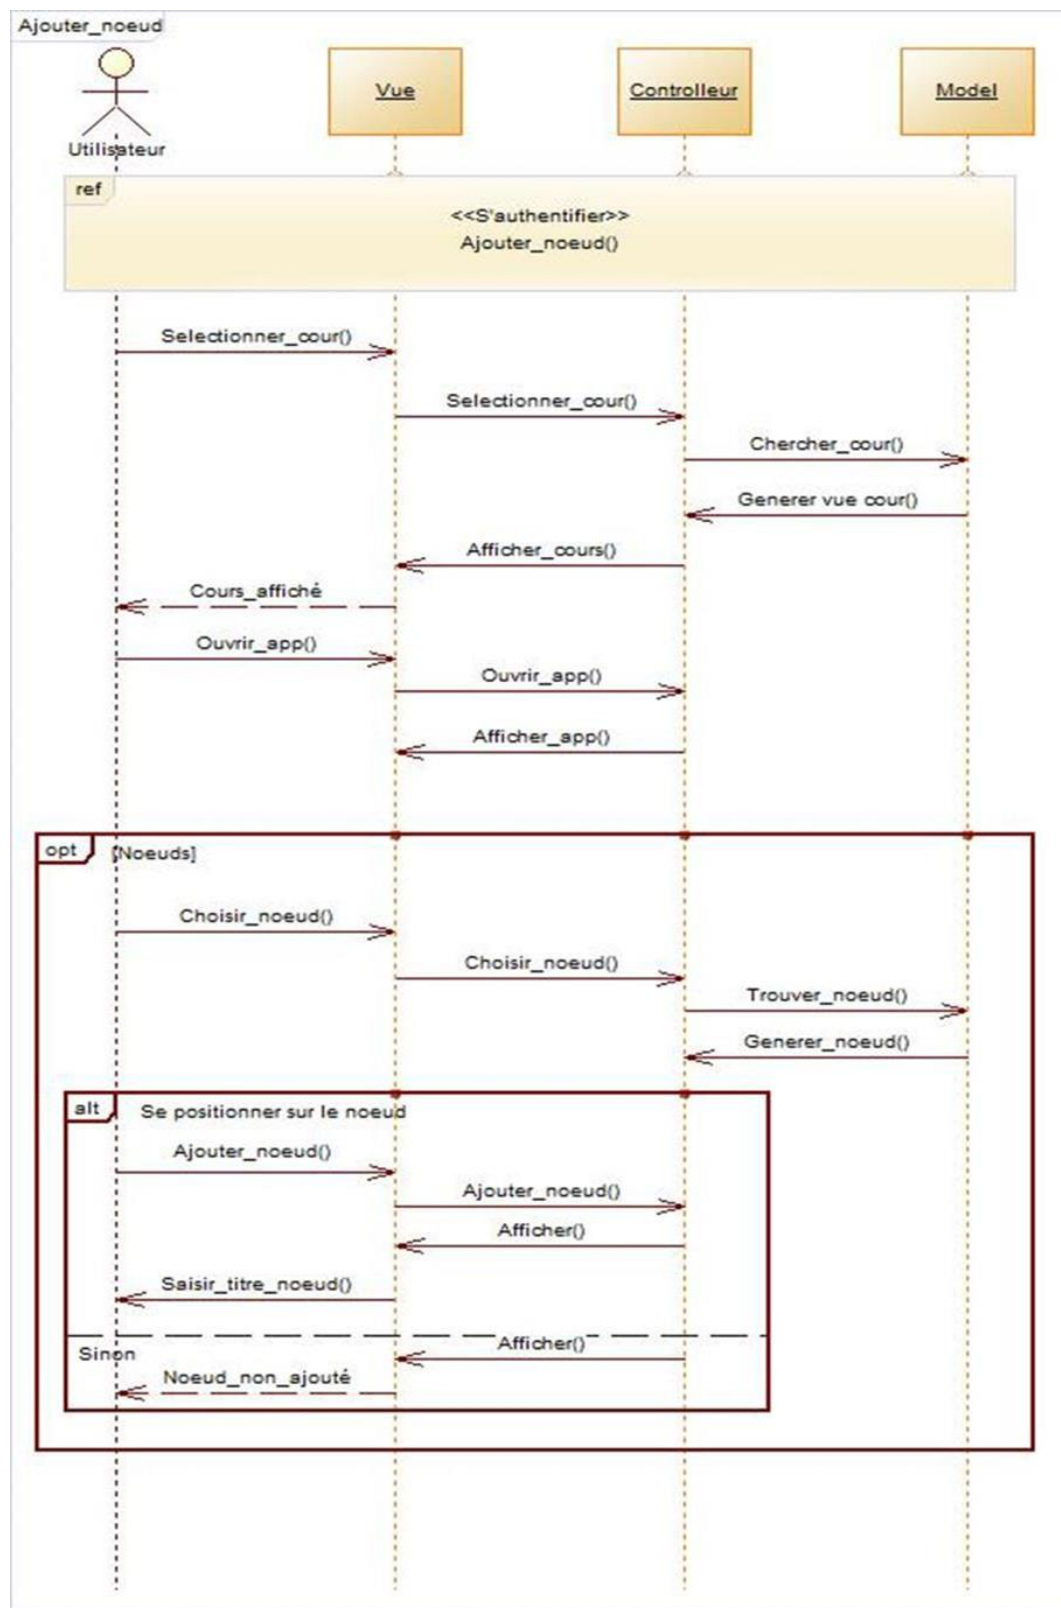 Ajouter_noeud
Utilisateur
Vue
Controlleur
Model
ref
<<S'authentifier>>
Ajouter_noeud()
Selectionner_cour()
Selectionner_cour()
Chercher_cour()
Generer vue cour()
Afficher_cours()
Cours_affiché
Ouvrir_app()
Ouvrir_app()
Afficher_app()
opt
[Noeuds]
Choisir_noeud()
Choisir_noeud()
Trouver_noeud()
Generer_noeud()
alt
Se positionner sur le noeud
Ajouter_noeud()
Ajouter_noeud()
Afficher()
Saisir_titre_noeud()
Afficher()
Sinon
Noeud_non_ajouté